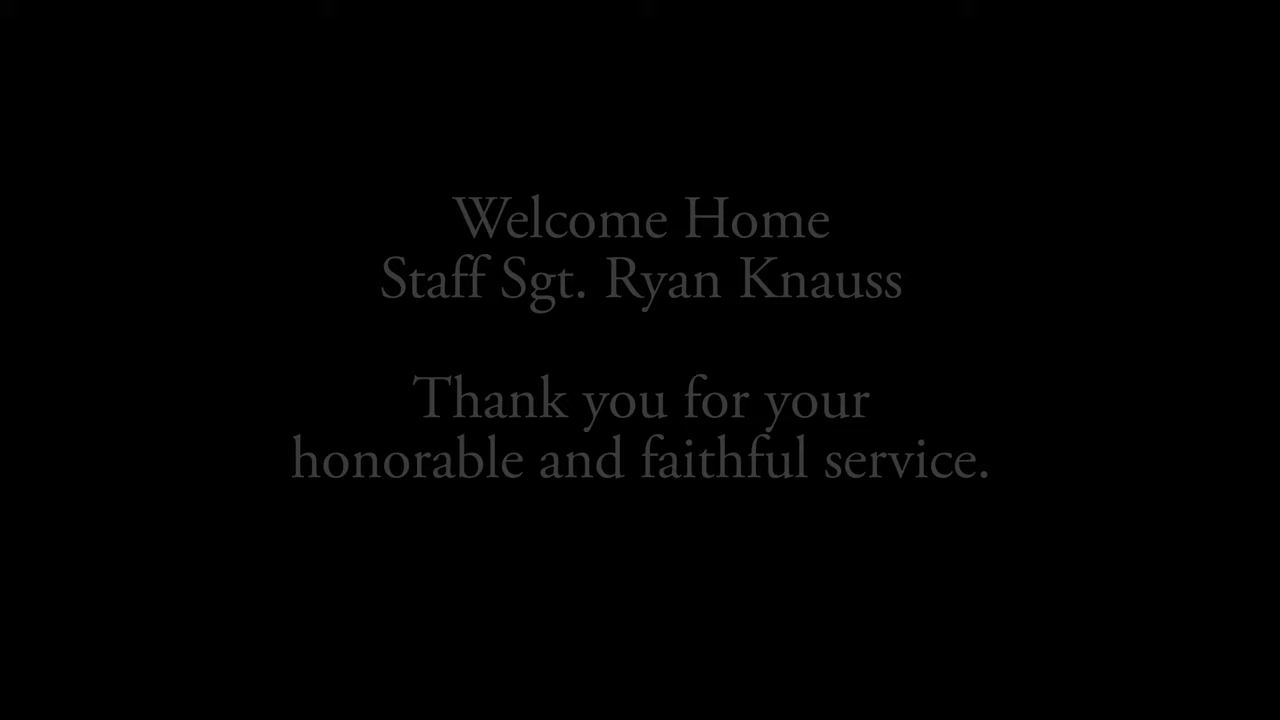 Welcome Home
Staff Sgt. Ryan Knauss
Thank you for your
honorable and faithful service.